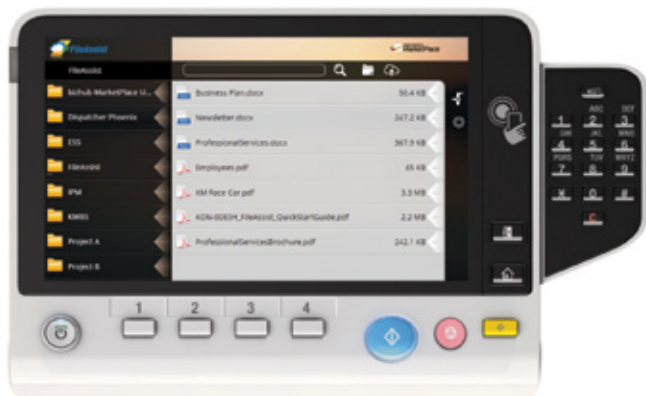 FileAssist
MarketPlace
FileAssist
bizhub MarketPlace U...
Dispatcher Phoenix
ESS
FileAssist
IPM
KMBS
Project A
Project B
Business Plan.docx 50.4 KB
Newsletter.docx 247.2 KB
ProfessionalServices.docx 367.9 KB
Employees.pdf 65 KB
KM Race Car.pdf 3.3 MB
KON-0083H_FileAssist_QuickStartGuide.pdf 2.2 MB
ProfessionalServicesBrochure.pdf 242.1 KB
ABC DEF
1 2 3
GHI JKL MNO
4 5 6
PQRS TUV WXYZ
7 8 9
0 #
C
1 2 3 4